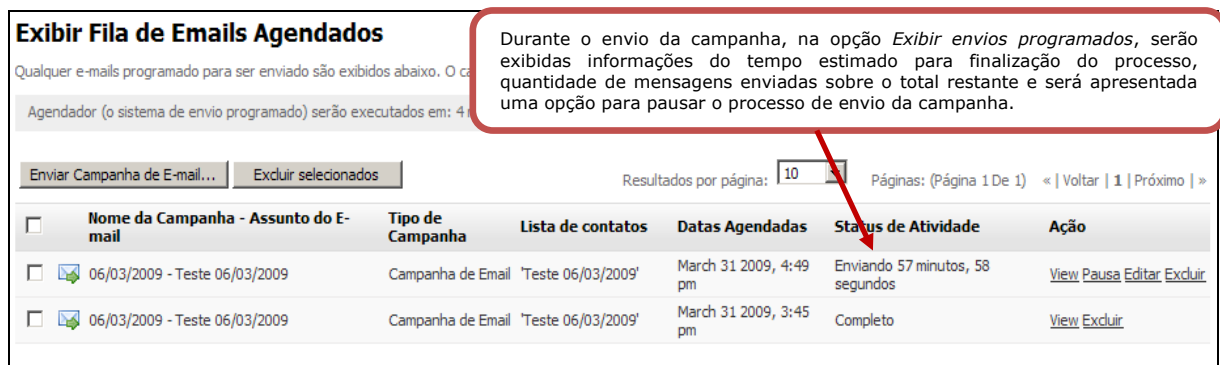 Exibir Fila de Emails Agendados
Durante o envio da campanha, na opção Exibir envios programados, serão
exibidas informações do tempo estimado para finalização do processo,
quantidade de mensagens enviadas sobre o total restante e será apresentada
uma opção para pausar o processo de envio da campanha.
Qualquer e-mails programado para ser enviado são exibidos abaixo. O
Agendador (o sistema de envio programado) serão executados em: 4
Enviar Campanha de E-mail... Excluir selecionados
Resultados por página: 10 Páginas: (Página 1 De 1) « | Voltar | 1 | Próximo | »
Nome da Campanha - Assunto do E-
mail
Tipo de
Campanha
Lista de contatos
Datas Agendadas
Status de Atividade
Ação
06/03/2009 - Teste 06/03/2009 Campanha de Email 'Teste 06/03/2009'
March 31 2009, 4:49
pm
Enviando 57 minutos, 58
segundos
View Pausa Editar Excluir
06/03/2009 - Teste 06/03/2009 Campanha de Email 'Teste 06/03/2009'
March 31 2009, 3:45
pm
Completo
View Excluir